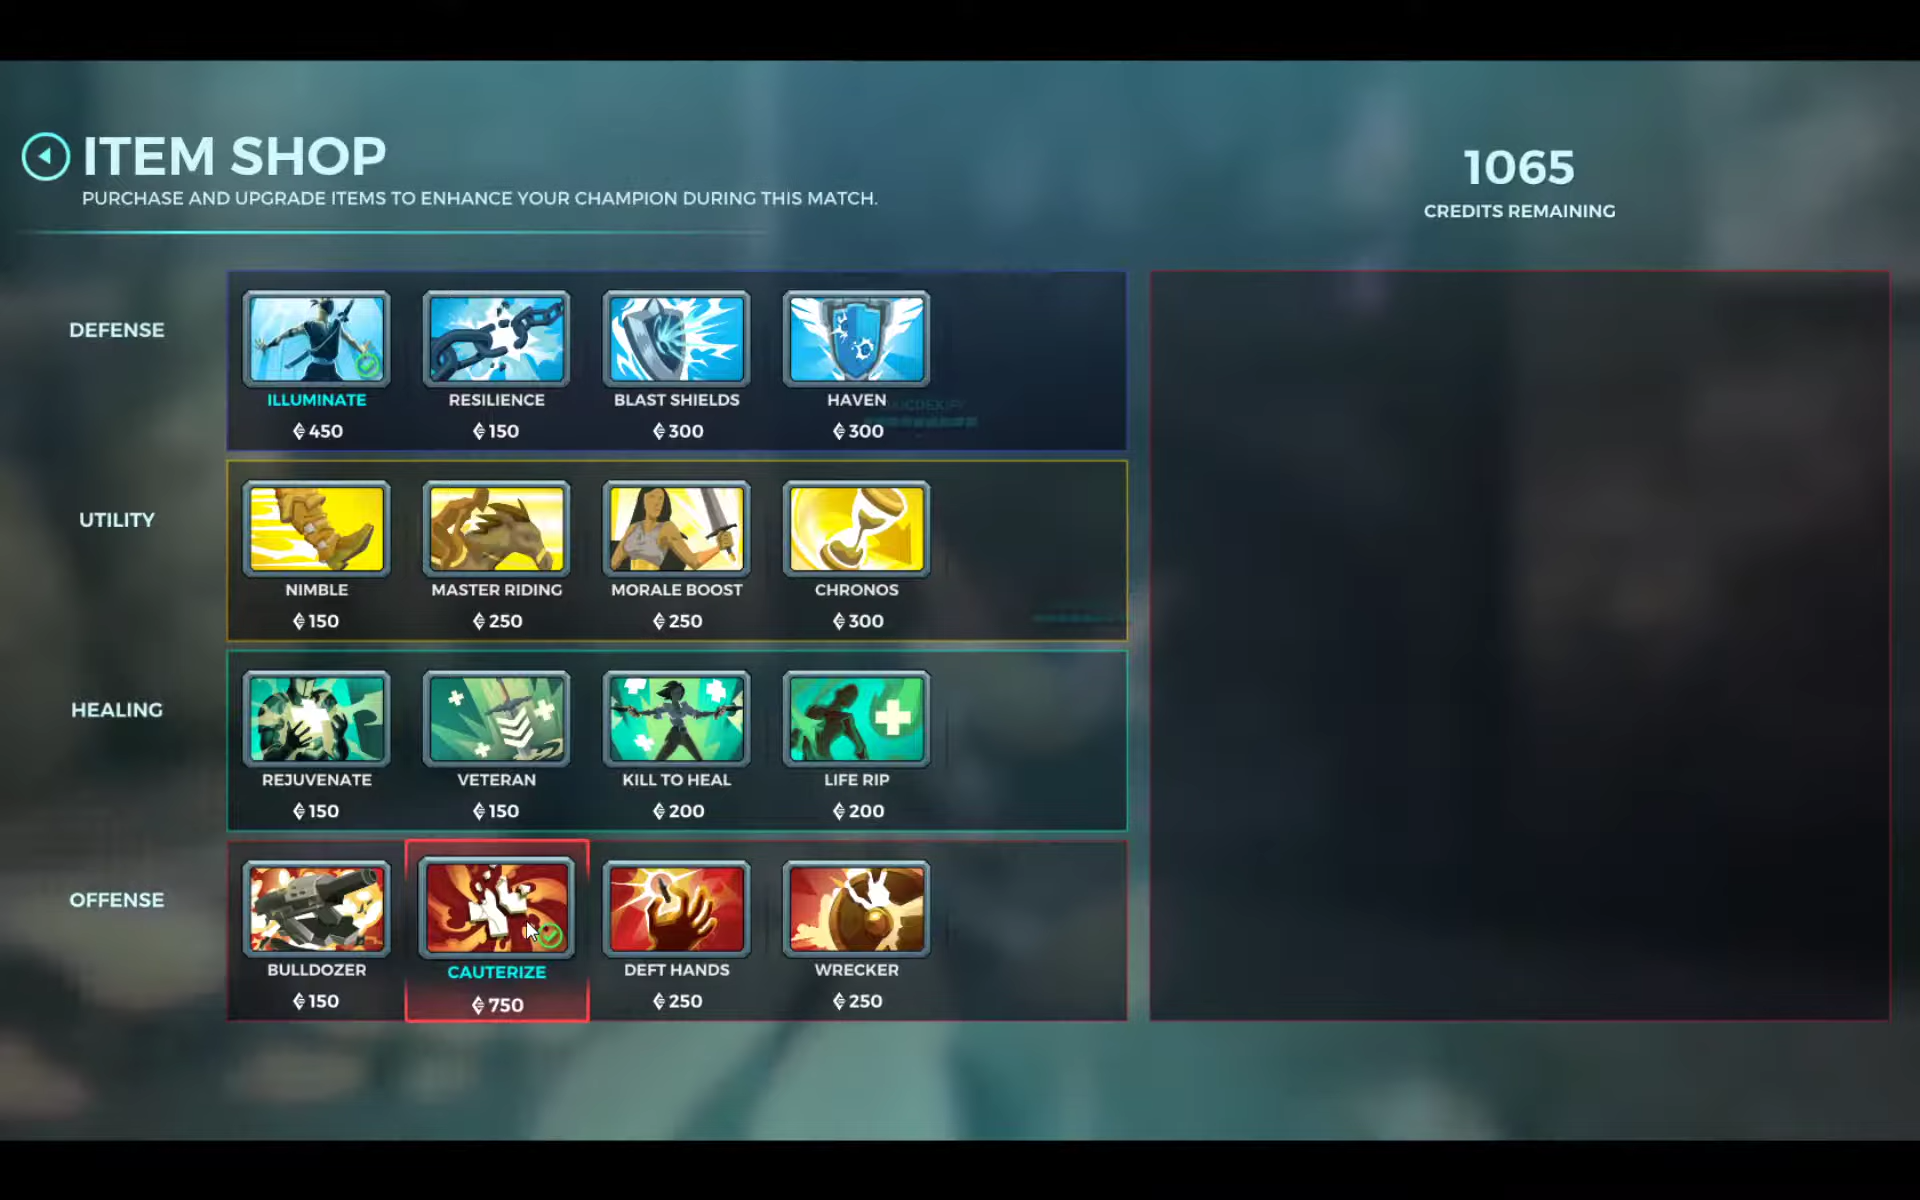 ITEM SHOP
PURCHASE AND UPGRADE ITEMS TO ENHANCE YOUR CHAMPION DURING THIS MATCH.
1065
CREDITS REMAINING
DEFENSE
ILLUMINATE
RESILIENCE
BLAST SHIELDS
HAVEN
450
150
300
300
UTILITY
NIMBLE
MASTER RIDING
MORALE BOOST
CHRONOS
150
250
250
300
HEALING
REJUVENATE
VETERAN
KILL TO HEAL
LIFE RIP
150
150
200
200
OFFENSE
BULLDOZER
CAUTERIZE
DEFT HANDS
WRECKER
150
750
250
250